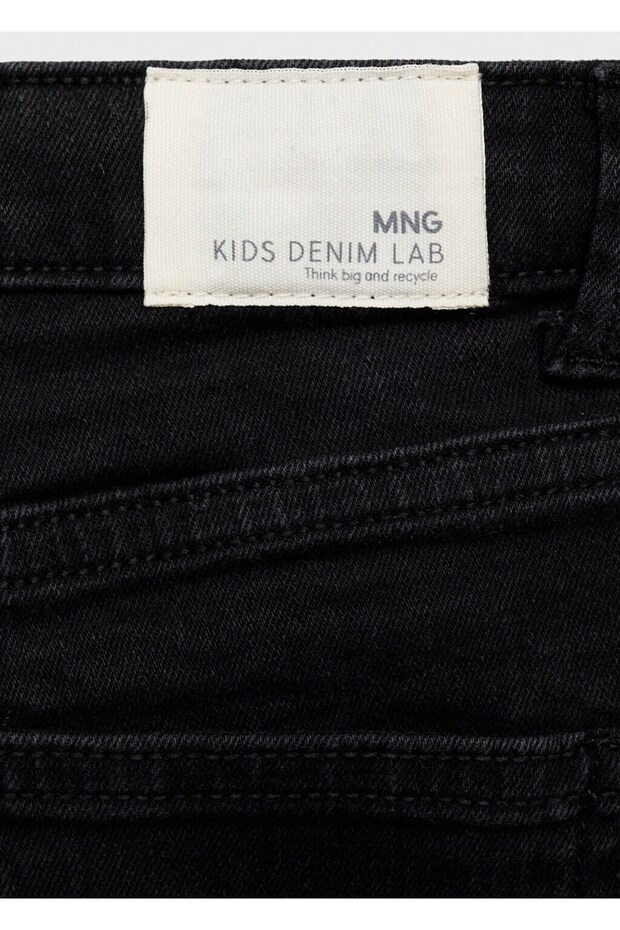 MNG
KIDS DENIM LAB
Think big and recycle